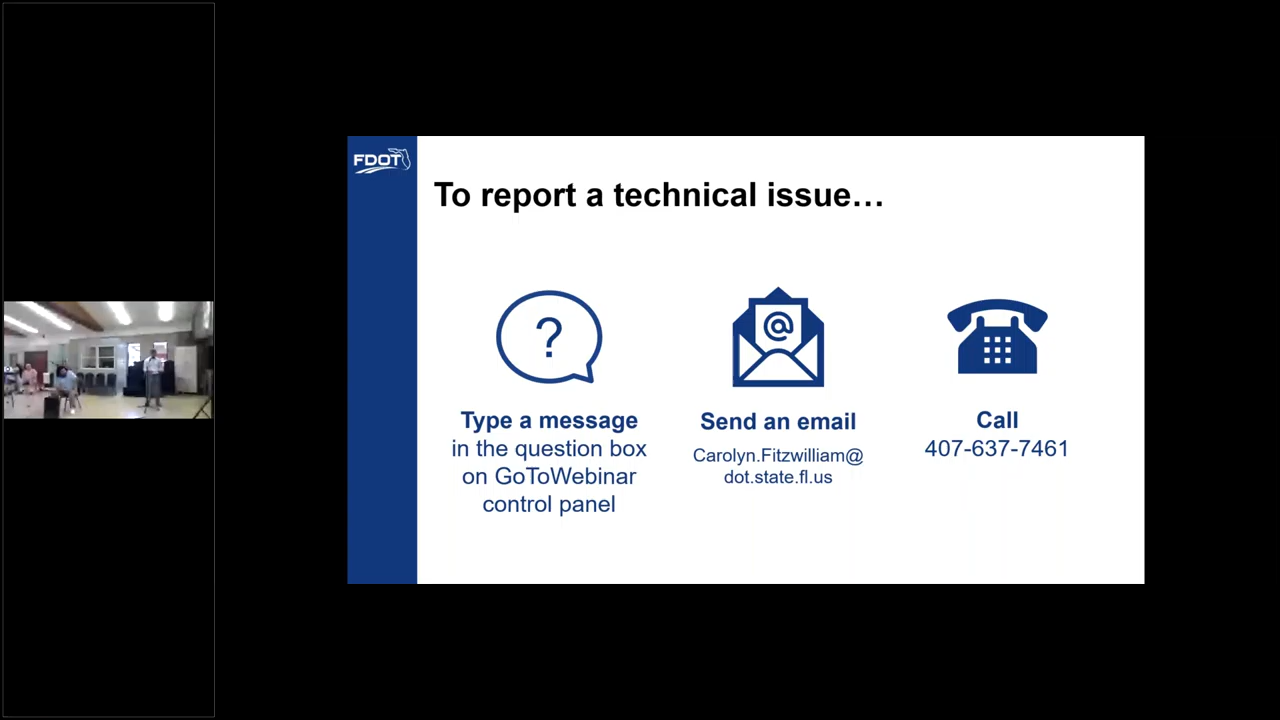 FDOT
To report a technical issue…
?
@
Type a message
in the question box
on GoToWebinar
control panel
Send an email
Carolyn.Fitzwilliam@
dot.state.fl.us
Call
407-637-7461